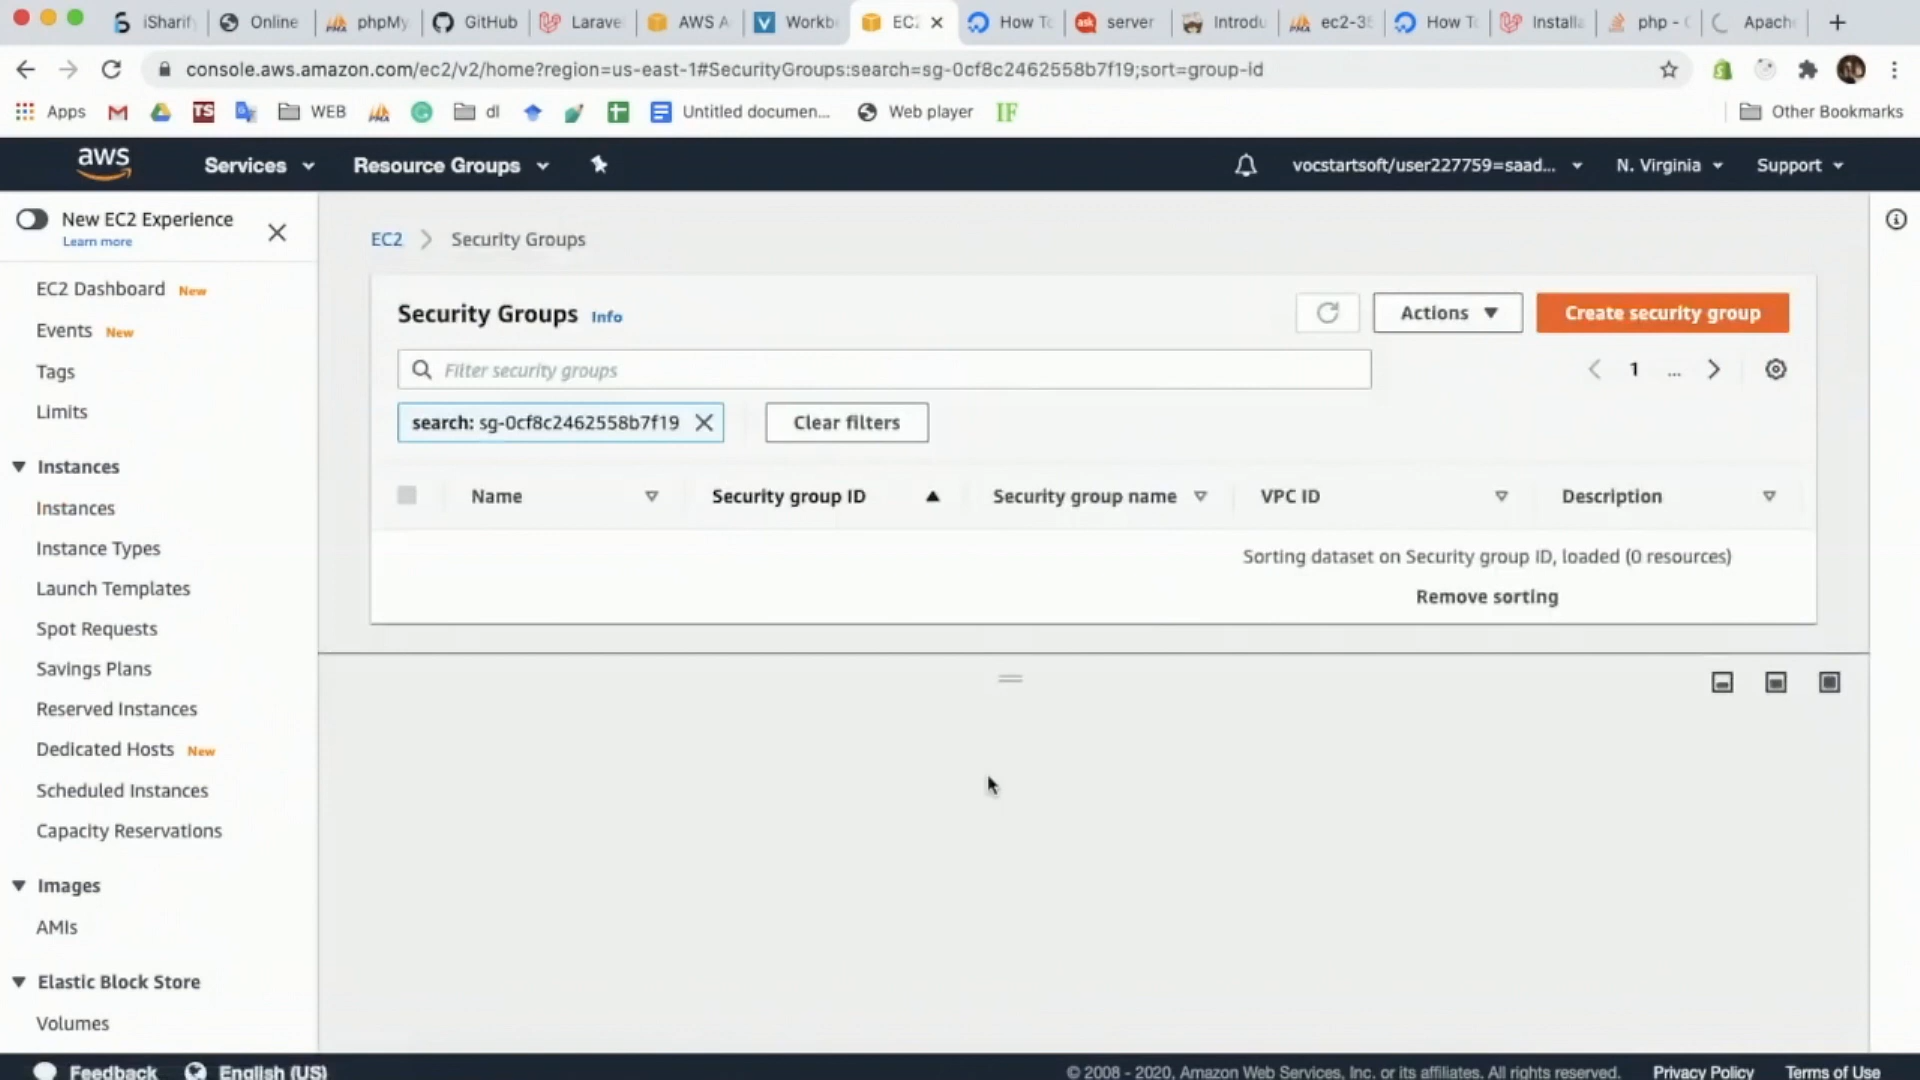 iSharif
Online
phpMy
GitHub
Larave
AWS A
Workb
EC2
How To
server
Introdu
ec2-35
How T
Installa
php -
Apache
console.aws.amazon.com/ec2/v2/home?region=us-east-1#SecurityGroups:search=sg-0cf8c2462558b7f19;sort=group-id
Apps
TS
WEB
dl
Untitled documen...
Web player
IF
Other Bookmarks
aws
Services
Resource Groups
vocstartsoft/user227759=saad...
N. Virginia
Support
New EC2 Experience
Learn more
EC2 Dashboard New
Events New
Tags
Limits
Instances
Instances
Instance Types
Launch Templates
Spot Requests
Savings Plans
Reserved Instances
Dedicated Hosts New
Scheduled Instances
Capacity Reservations
Images
AMIs
Elastic Block Store
Volumes
EC2 > Security Groups
Security Groups Info
Actions
Create security group
Filter security groups
1 ...
search: sg-0cf8c2462558b7f19
Clear filters
Name
Security group ID
Security group name
VPC ID
Description
Sorting dataset on Security group ID, loaded (0 resources)
Remove sorting
Feedback
English (US)
© 2008 - 2020, Amazon Web Services, Inc. or its affiliates. All rights reserved.
Privacy Policy
Terms of Use